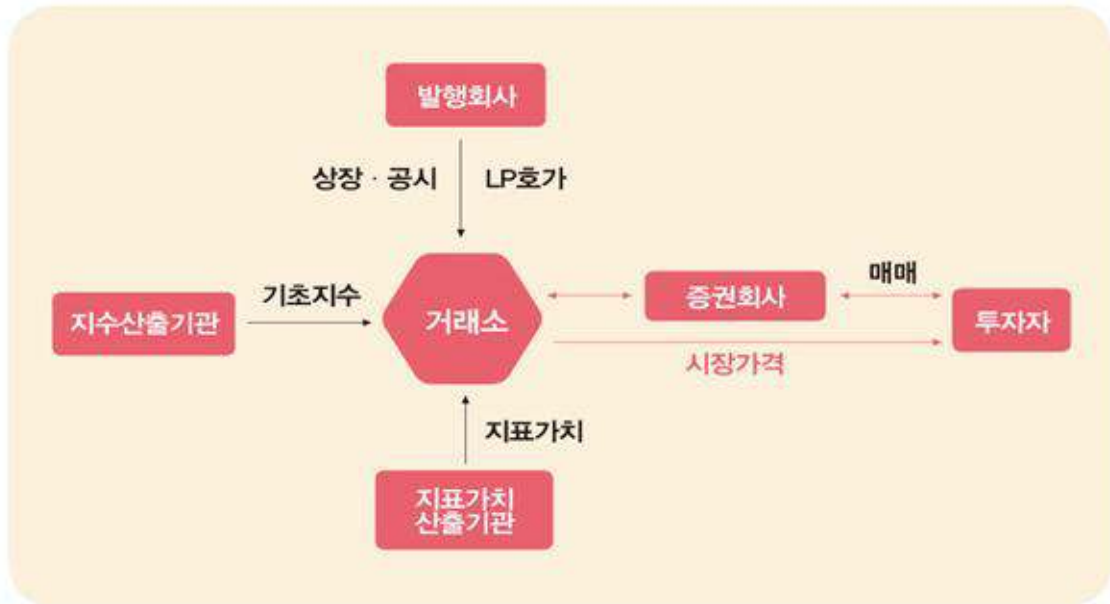 발행회사
상장 · 공시
LP호가
기초지수
지수산출기관
거래소
증권회사
매매
투자자
시장가격
지표가치
지표가치
산출기관